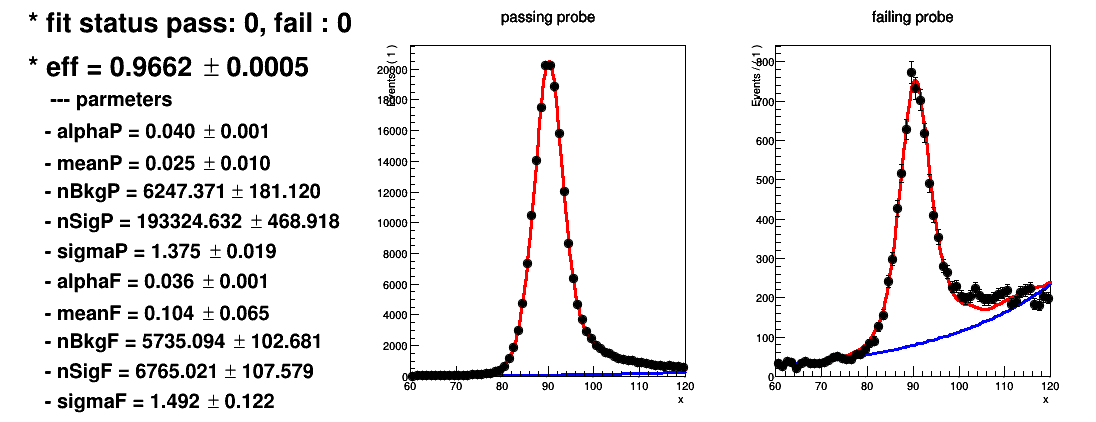 * fit status pass: 0, fail : 0
* eff = 0.9662 ± 0.0005
--- parmeters
- alphaP = 0.040 ± 0.001
- meanP = 0.025 ± 0.010
- nBkgP = 6247.371 ± 181.120
- nSigP = 193324.632 ± 468.918
- sigmaP = 1.375 ± 0.019
- alphaF = 0.036 ± 0.001
- meanF = 0.104 ± 0.065
- nBkgF = 5735.094 ± 102.681
- nSigF = 6765.021 ± 107.579
- sigmaF = 1.492 ± 0.122
passing probe
Events / ( 1 )
20000
18000
16000
14000
12000
10000
8000
6000
4000
2000
0
60 70 80 90 100 110 120
x
failing probe
Events / ( 1 )
800
700
600
500
400
300
200
100
0
60 70 80 90 100 110 120
x